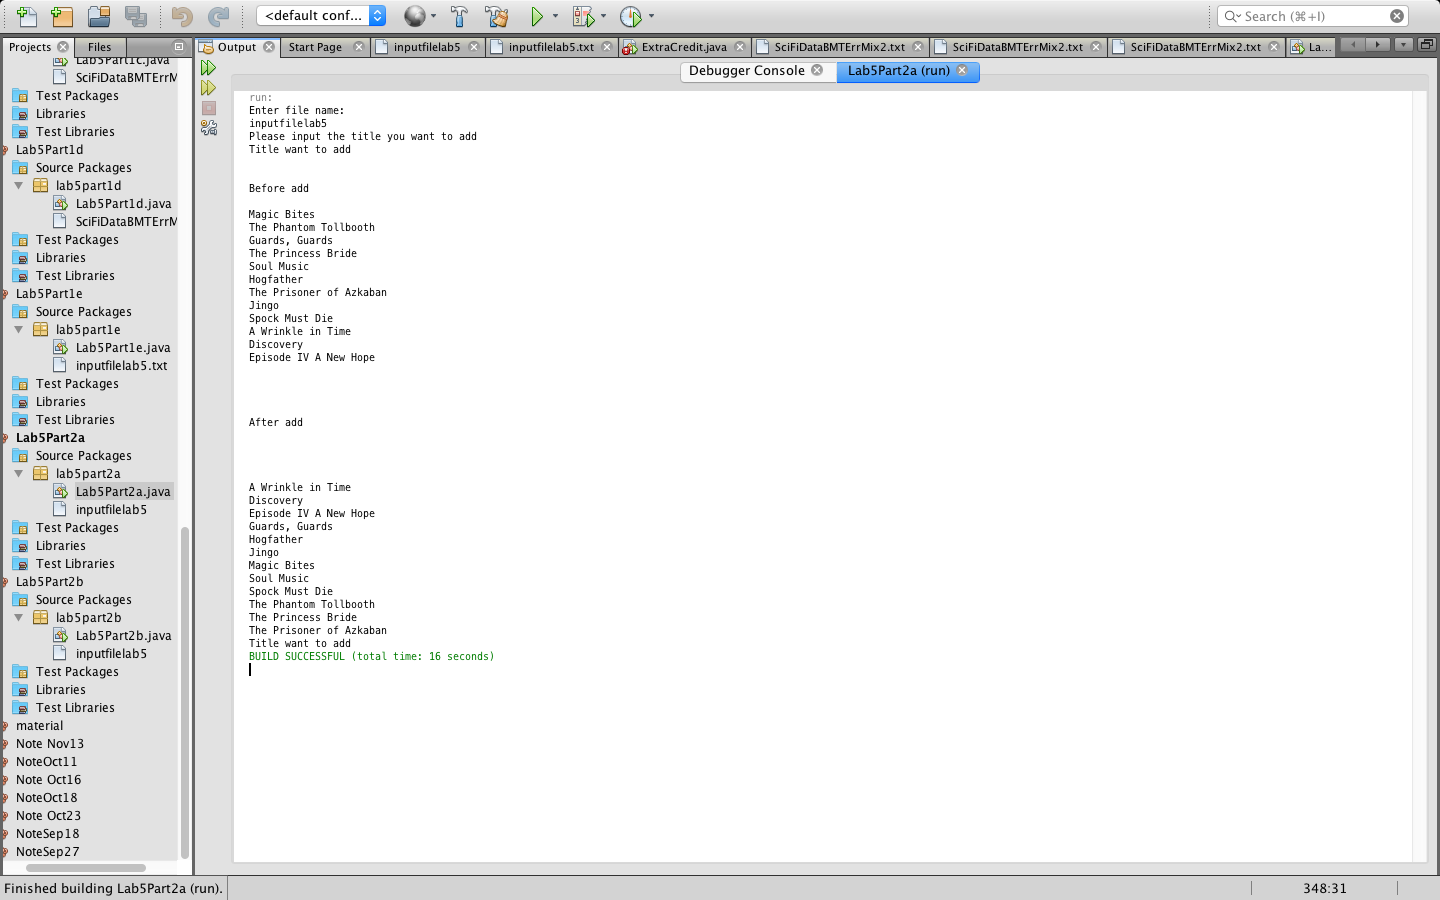 <default conf...
Search (⌘+I)
Projects
Files
Output
Start Page
inputfilelab5
inputfilelab5.txt
ExtraCredit.java
SciFiDataBMTErrMix2.txt
SciFiDataBMTErrMix2.txt
SciFiDataBMTErrMix2.txt
La...
Lab5Part1c.java
SciFiDataBMTErrM
Test Packages
Libraries
Test Libraries
Lab5Part1d
Source Packages
lab5part1d
Lab5Part1d.java
SciFiDataBMTErrM
Test Packages
Libraries
Test Libraries
Lab5Part1e
Source Packages
lab5part1e
Lab5Part1e.java
inputfilelab5.txt
Test Packages
Libraries
Test Libraries
Lab5Part2a
Source Packages
lab5part2a
Lab5Part2a.java
inputfilelab5
Test Packages
Libraries
Test Libraries
Lab5Part2b
Source Packages
lab5part2b
Lab5Part2b.java
inputfilelab5
Test Packages
Libraries
Test Libraries
material
Note Nov13
NoteOct11
Note Oct16
NoteOct18
Note Oct23
NoteSep18
NoteSep27
Debugger Console
Lab5Part2a (run)
run:
Enter file name:
inputfilelab5
Please input the title you want to add
Title want to add
Before add
Magic Bites
The Phantom Tollbooth
Guards, Guards
The Princess Bride
Soul Music
Hogfather
The Prisoner of Azkaban
Jingo
Spock Must Die
A Wrinkle in Time
Discovery
Episode IV A New Hope
After add
A Wrinkle in Time
Discovery
Episode IV A New Hope
Guards, Guards
Hogfather
Jingo
Magic Bites
Soul Music
Spock Must Die
The Phantom Tollbooth
The Princess Bride
The Prisoner of Azkaban
Title want to add
BUILD SUCCESSFUL (total time: 16 seconds)
Finished building Lab5Part2a (run).
348:31